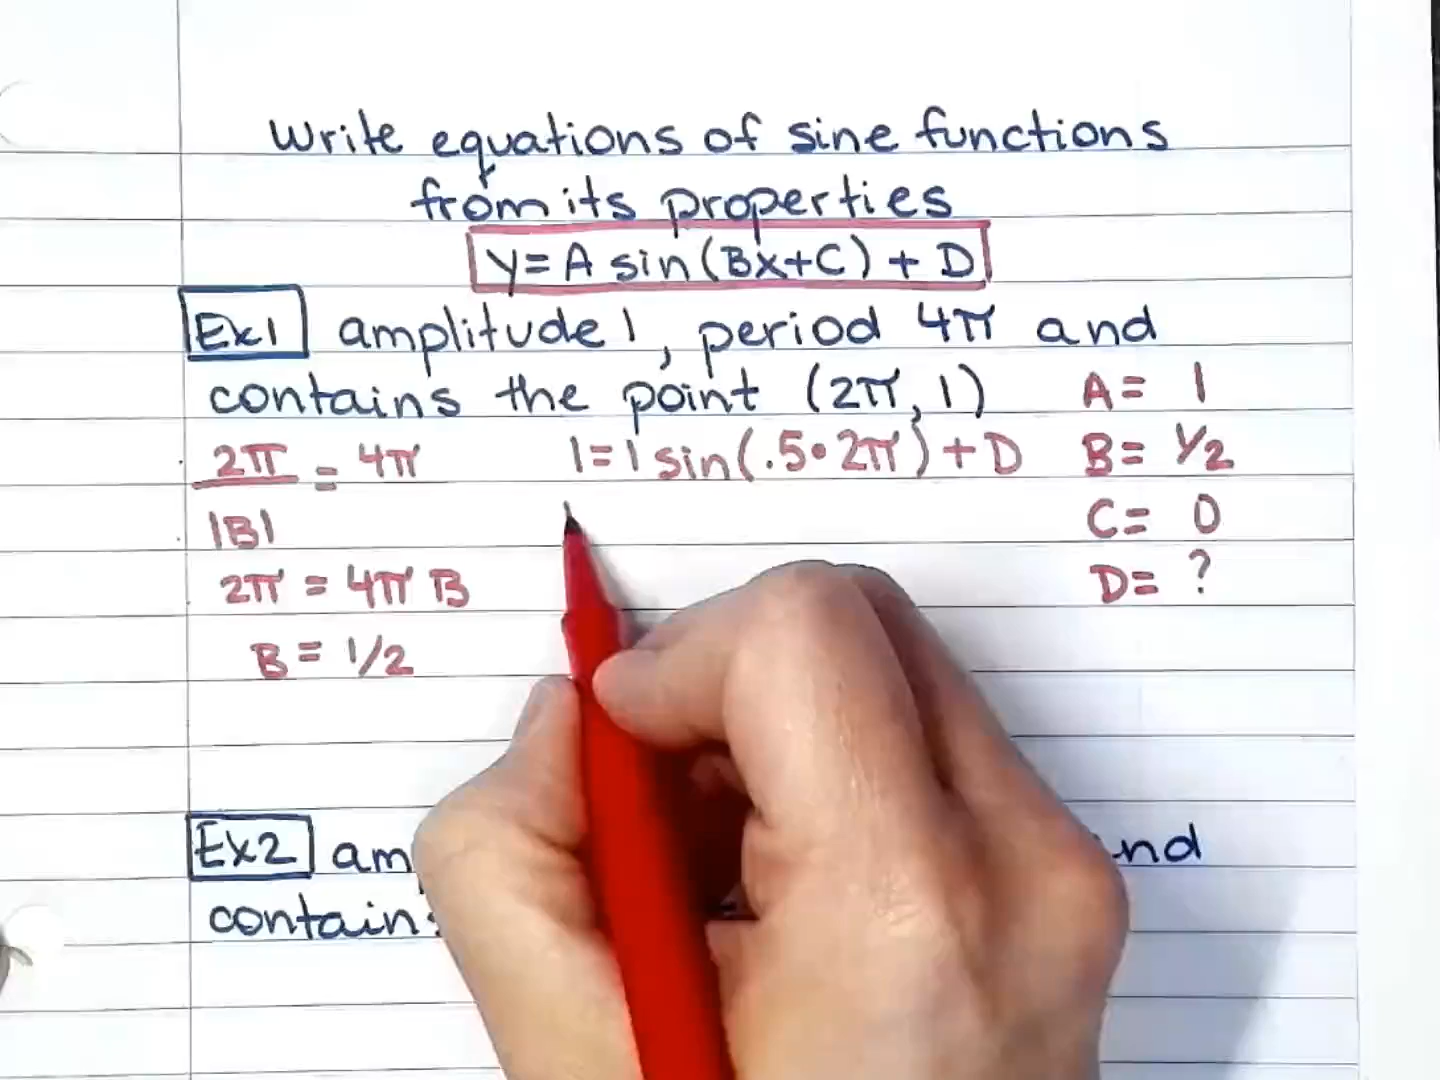 Write equations of sine functions
from its properties
y=A sin(Bx+C) + D
Ex1 amplitude 1, period 4π and
contains the point (2π, 1)
A= 1
2π = 4π
|B|
1=1 sin(.5•2π)+D
B= 1/2
C= 0
2π = 4π B
D= ?
B = 1/2
Ex2
contain